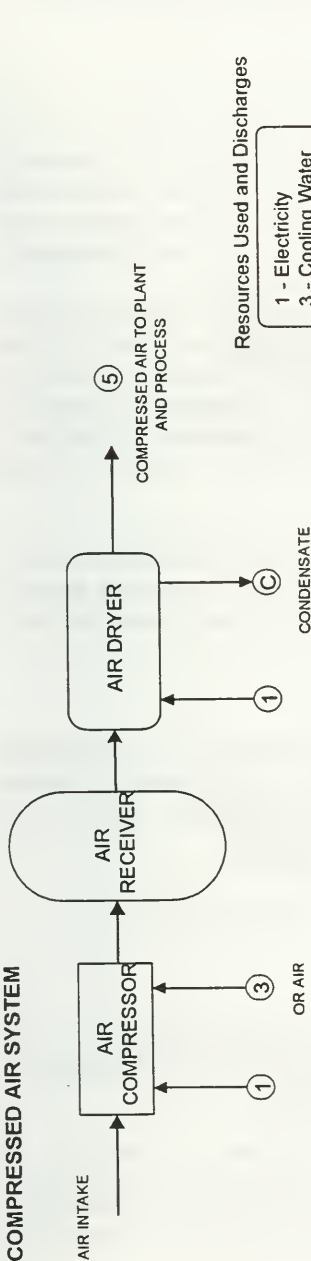 COMPRESSED AIR SYSTEM
AIR INTAKE
AIR
COMPRESSOR
1
3
OR AIR
AIR
RECEIVER
AIR DRYER
1
C
CONDENSATE
5
COMPRESSED AIR TO PLANT
AND PROCESS
Resources Used and Discharges
1 - Electricity
3 - Cooling Water